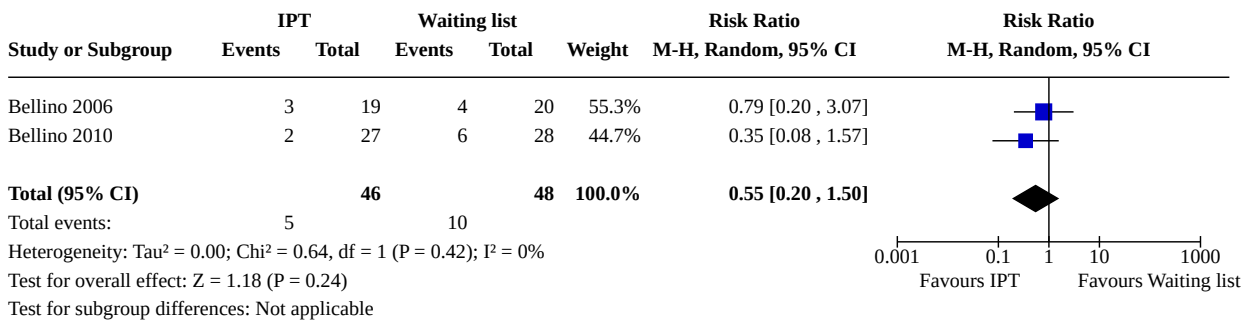 IPT Waiting list Risk Ratio Risk Ratio
Study or Subgroup Events Total Events Total Weight M-H, Random, 95% CI M-H, Random, 95% CI
Bellino 2006 3 19 4 20 55.3% 0.79 [0.20 , 3.07]
Bellino 2010 2 27 6 28 44.7% 0.35 [0.08 , 1.57]
Total (95% CI) 46 48 100.0% 0.55 [0.20 , 1.50]
Total events: 5 10
Heterogeneity: Tau² = 0.00; Chi² = 0.64, df = 1 (P = 0.42); I² = 0%
0.001 0.1 1 10 1000
Test for overall effect: Z = 1.18 (P = 0.24) Favours IPT Favours Waiting list
Test for subgroup differences: Not applicable